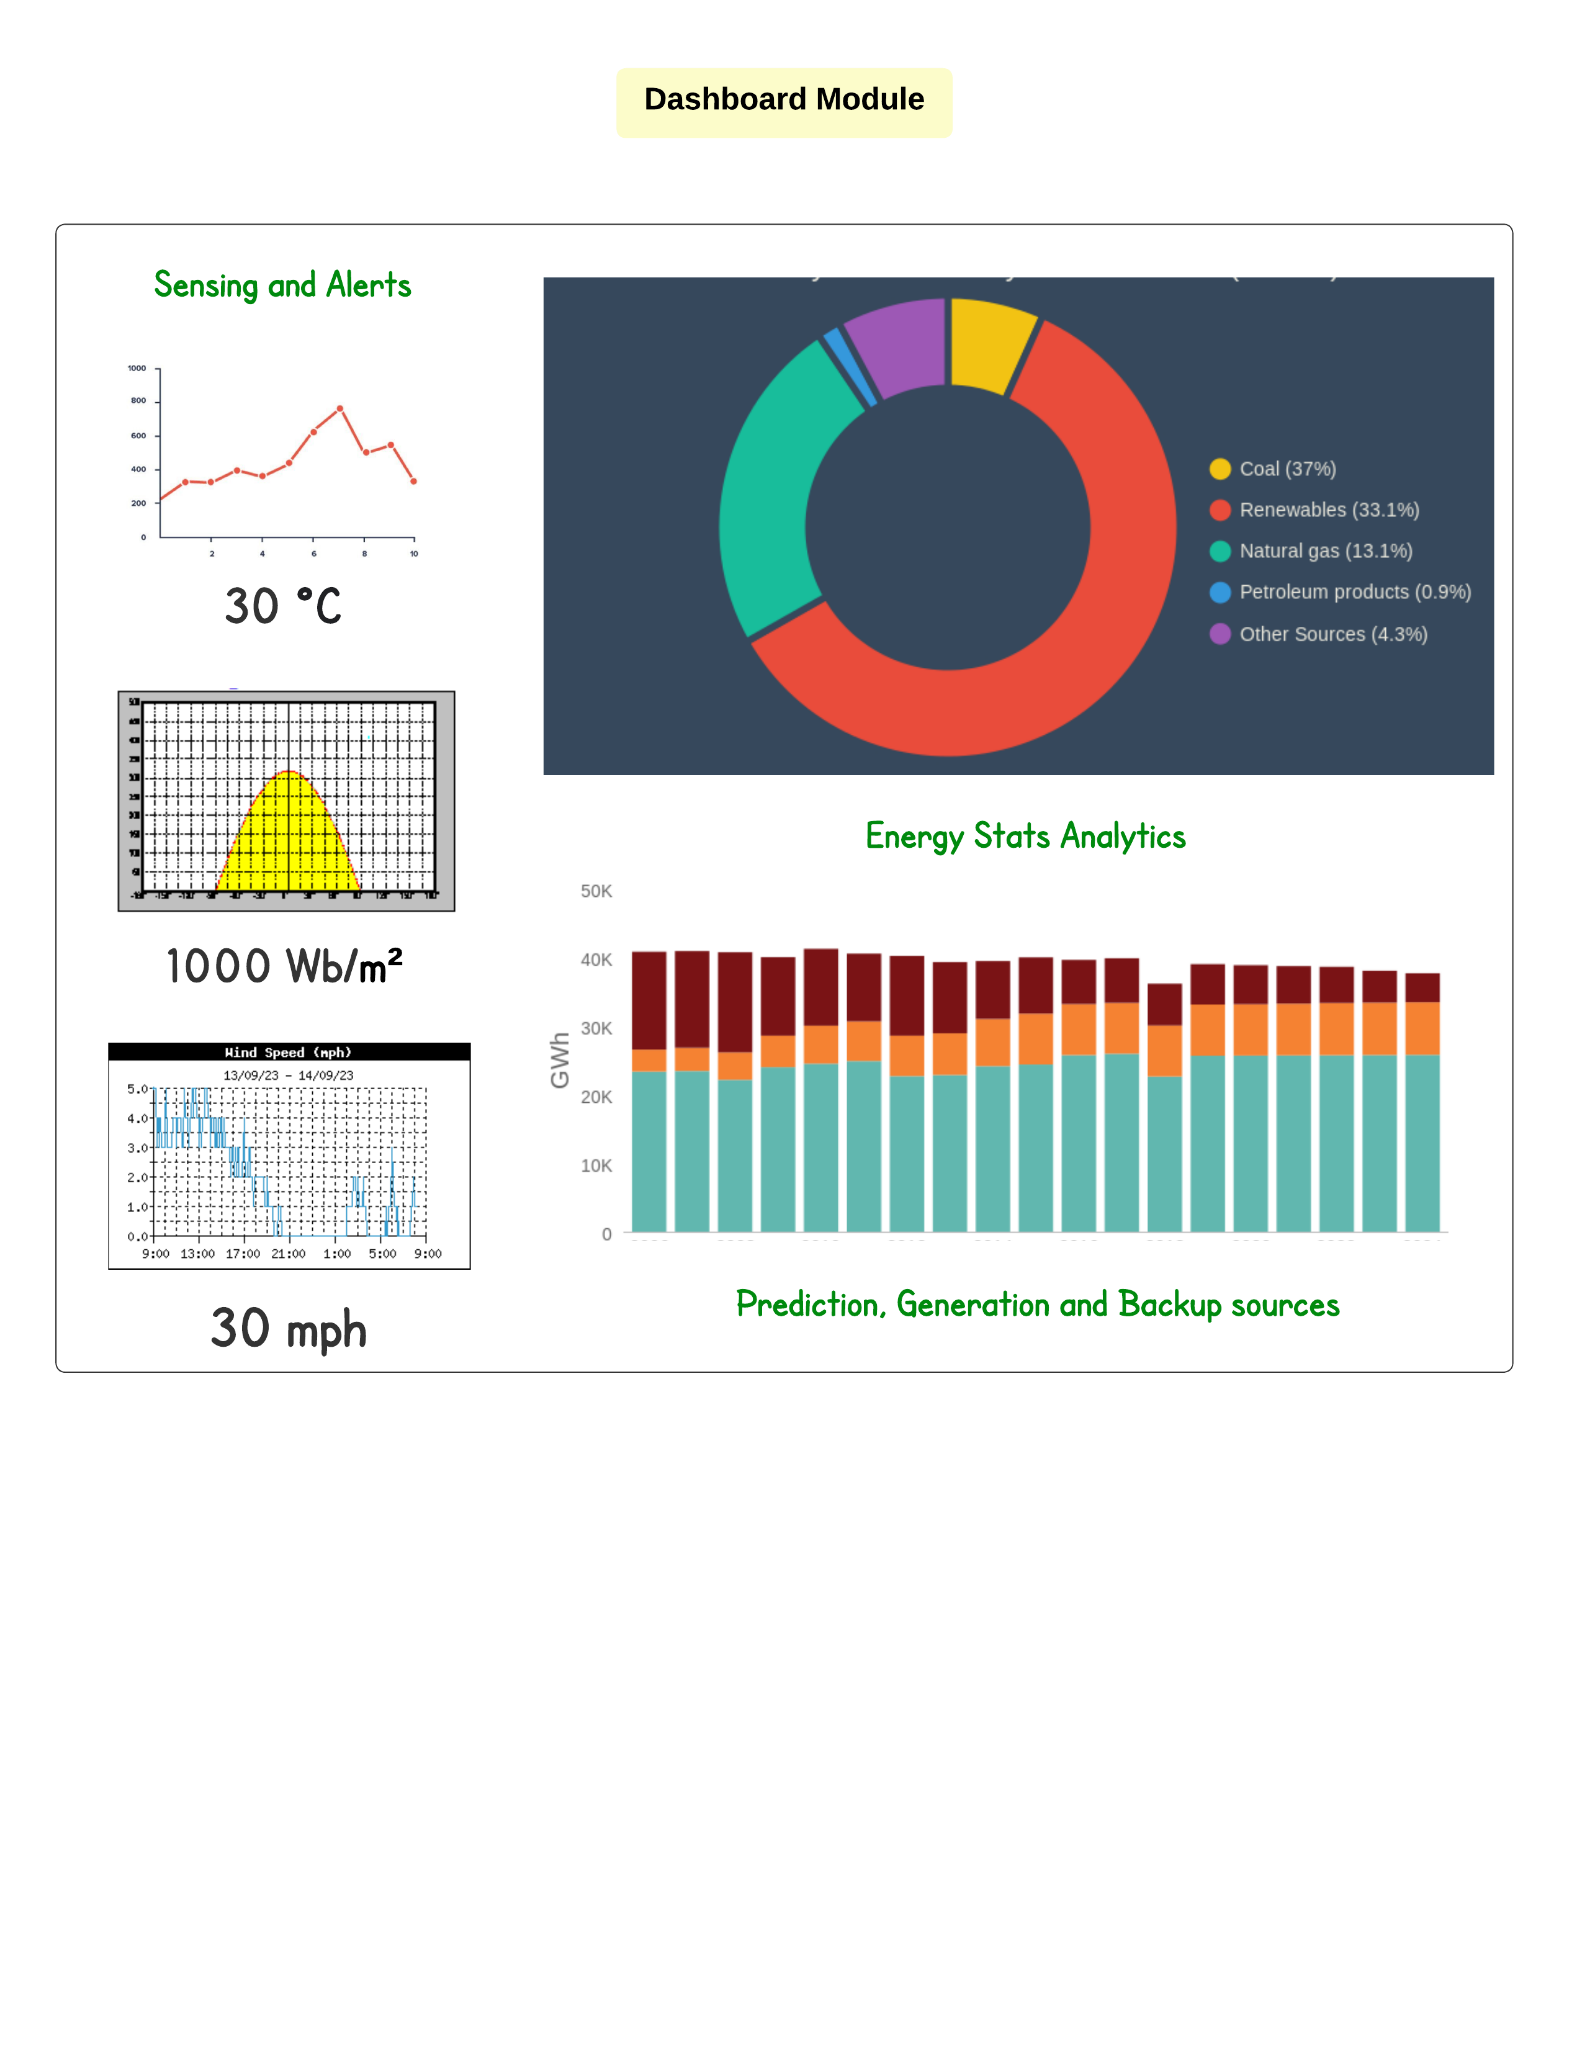 Dashboard Module
Sensing and Alerts
1000
800
600
400
200
0
2 4 6 8 10
30 °C
1000 Wb/m²
Wind Speed (mph)
13/09/23 - 14/09/23
5.0
4.0
3.0
2.0
1.0
0.0
9:00 13:00 17:00 21:00 1:00 5:00 9:00
30 mph
Coal (37%)
Renewables (33.1%)
Natural gas (13.1%)
Petroleum products (0.9%)
Other Sources (4.3%)
Energy Stats Analytics
50K
40K
30K
20K
10K
0
GWh
Prediction, Generation and Backup sources